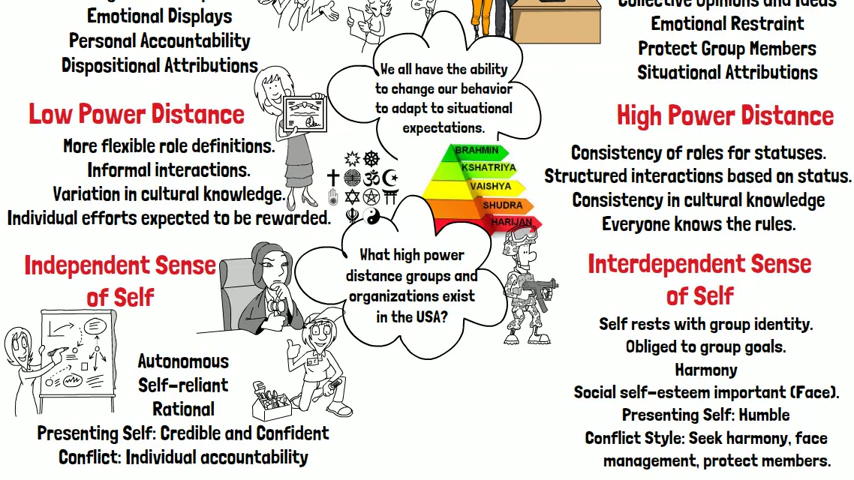 Emotional Displays
Personal Accountability
Dispositional Attributions
Collective Opinions and Ideas
Emotional Restraint
Protect Group Members
Situational Attributions
We all have the ability
to change our behavior
to adapt to situational
expectations.
Low Power Distance
More flexible role definitions.
Informal interactions.
Variation in cultural knowledge.
Individual efforts expected to be rewarded.
BRAHMIN
KSHATRIYA
VAISHYA
SHUDRA
HARIJAN
High Power Distance
Consistency of roles for statuses.
Structured interactions based on status.
Consistency in cultural knowledge
Everyone knows the rules.
What high power
distance groups and
organizations exist
in the USA?
Independent Sense
of Self
Autonomous
Self-reliant
Rational
Presenting Self: Credible and Confident
Conflict: Individual accountability
Interdependent Sense
of Self
Self rests with group identity.
Obliged to group goals.
Harmony
Social self-esteem important (Face).
Presenting Self: Humble
Conflict Style: Seek harmony, face
management, protect members.